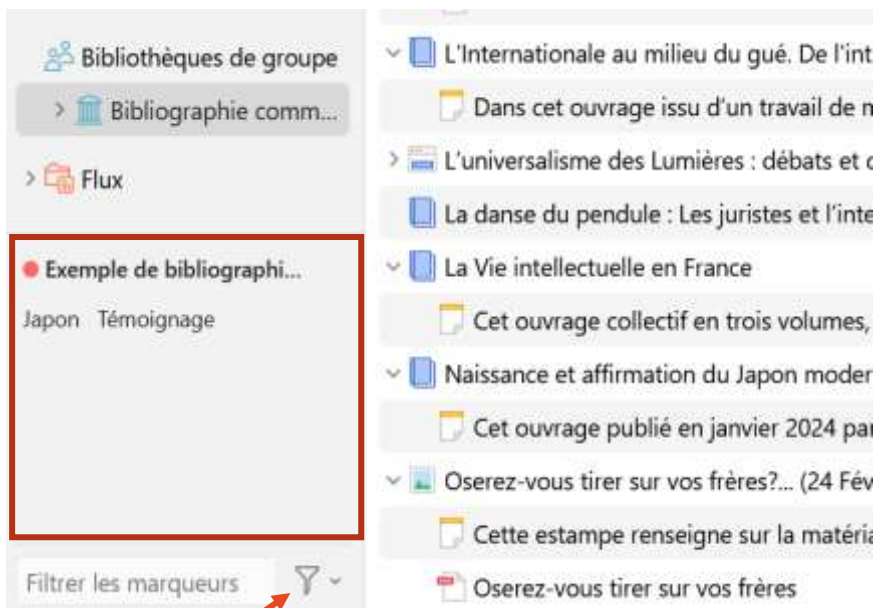 Bibliothèques de groupe
Bibliographie comm...
Flux
Exemple de bibliographi...
Japon Témoignage
Filtrer les marqueurs
L'Internationale au milieu du gué. De l'int
Dans cet ouvrage issu d'un travail de
L'universalisme des Lumières : débats et
La danse du pendule : Les juristes et l'inte
La Vie intellectuelle en France
Cet ouvrage collectif en trois volumes,
Naissance et affirmation du Japon moder
Cet ouvrage publié en janvier 2024 par
Oserez-vous tirer sur vos frères?... (24 Fév
Cette estampe renseigne sur la matéria
Oserez-vous tirer sur vos frères